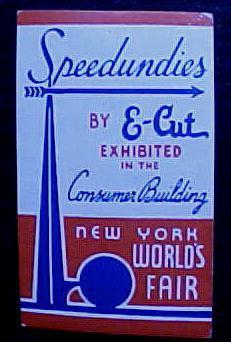 Speedundies
BY E-Cut
EXHIBITED
IN THE
Consumer Building
NEW YORK
WORLD'S
FAIR